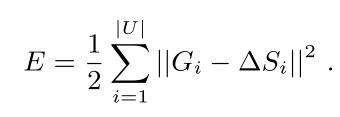 E = \frac{1}{2} \sum_{i=1}^{|U|} ||G_i - \Delta S_i||^2 .